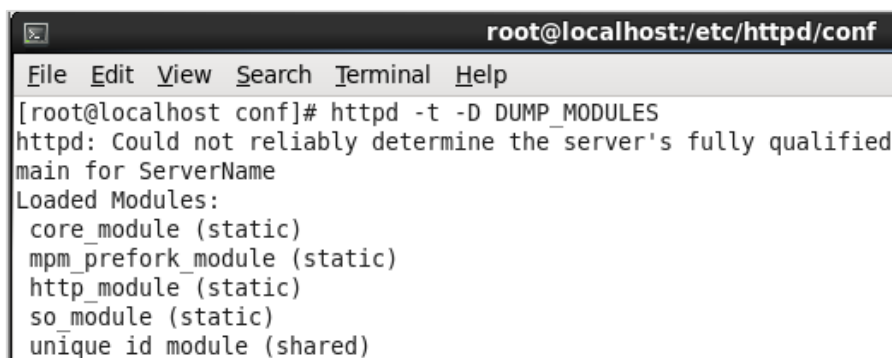 root@localhost:/etc/httpd/conf
File Edit View Search Terminal Help
[root@localhost conf]# httpd -t -D DUMP_MODULES
httpd: Could not reliably determine the server's fully qualified
main for ServerName
Loaded Modules:
 core_module (static)
 mpm_prefork_module (static)
 http_module (static)
 so_module (static)
 unique_id_module (shared)